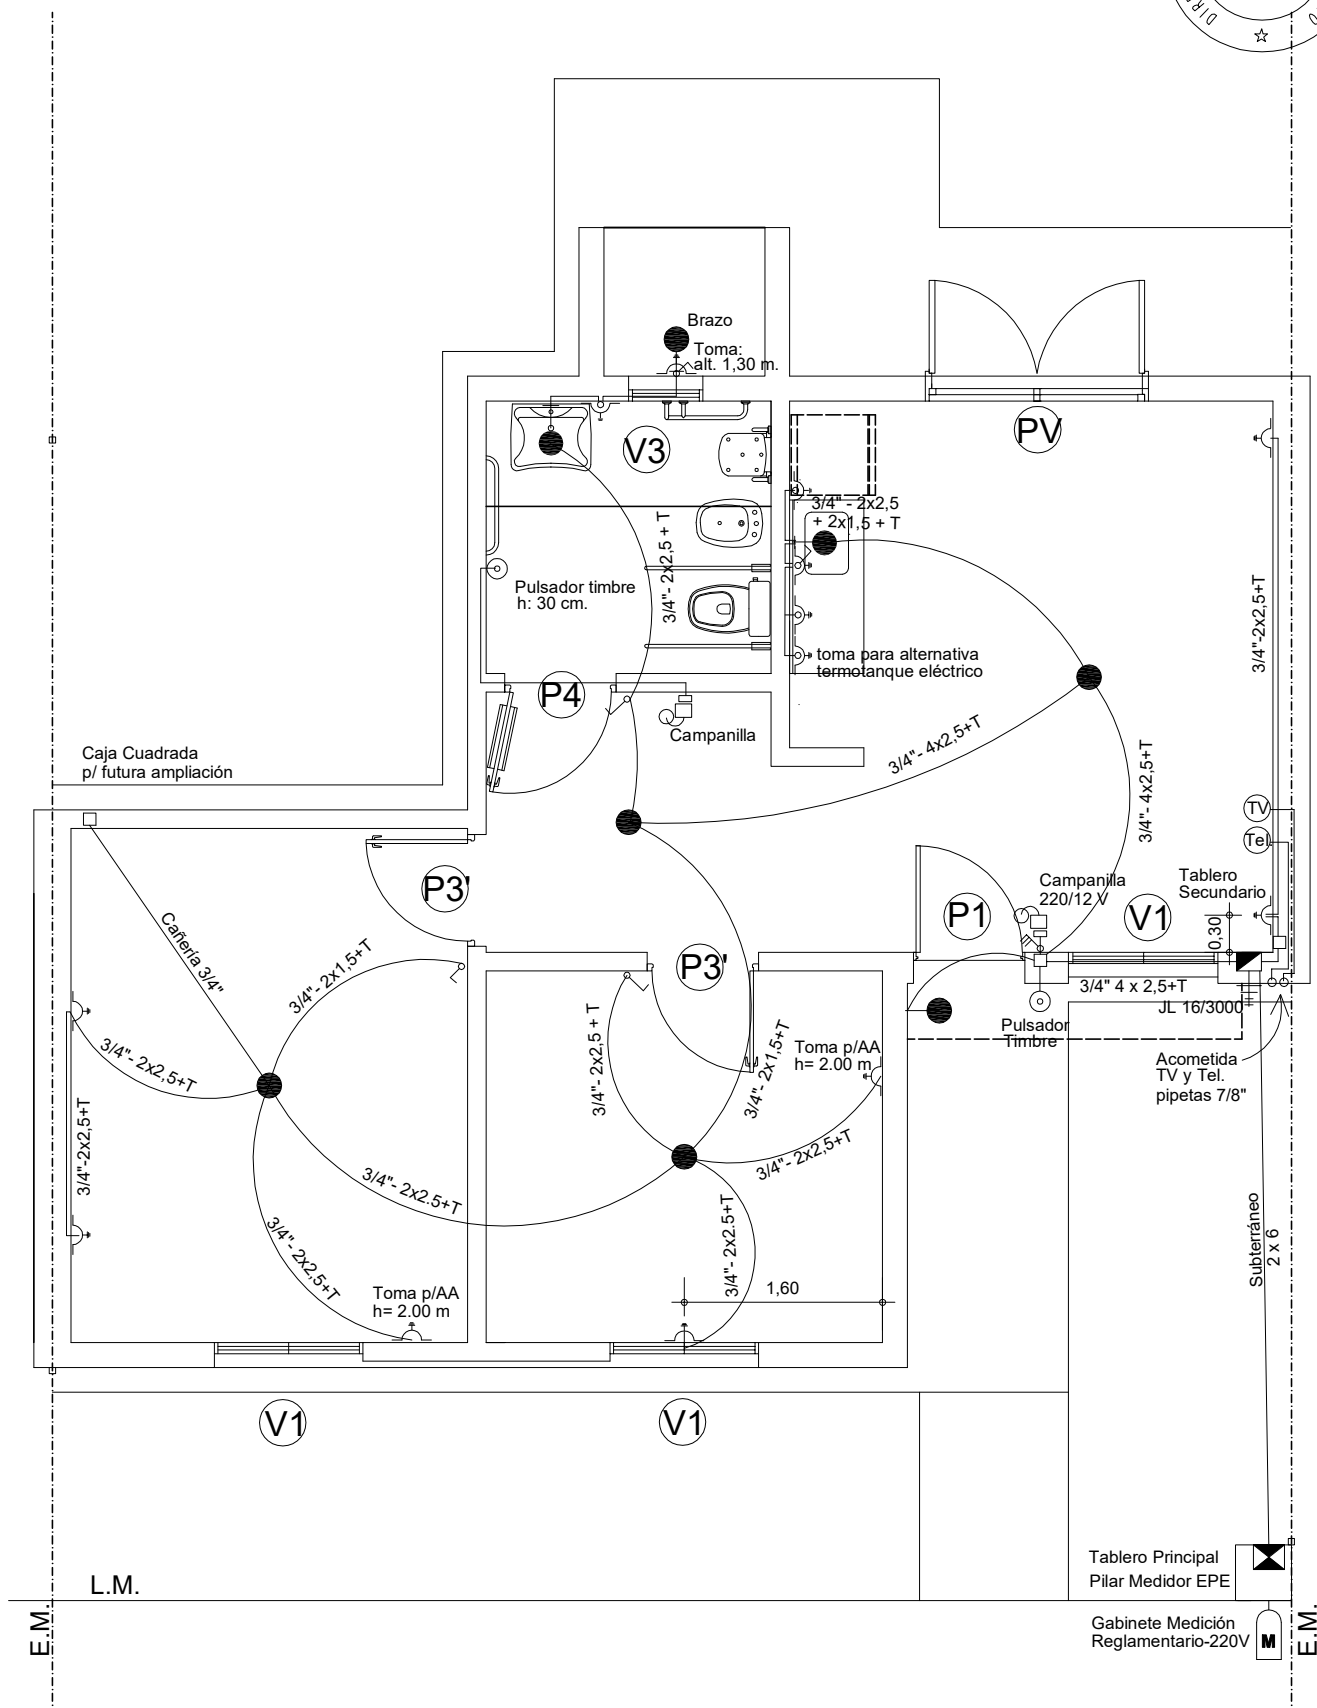 DIR
O
Brazo
Toma:
alt. 1,30 m.
V3
PV
3/4" - 2x2,5
+ 2x1,5 + T
3/4"- 2x2,5 + T
Pulsador timbre
h: 30 cm.
3/4"-2x2,5+T
toma para alternativa
termotanque eléctrico
P4
Campanilla
3/4"- 4x2,5+T
3/4"- 4x2,5+T
Caja Cuadrada
p/ futura ampliación
TV
Tel
P3'
Campanilla
220/12 V
Tablero
Secundario
P1
V1
0,30
Cañería 3/4"
3/4"- 2x1,5+T
P3'
3/4" 4 x 2,5+T
JL 16/3000
Pulsador
Timbre
3/4"- 2x2,5+T
3/4"- 2x2,5 + T
3/4"- 2x1,5+T
Toma p/AA
h= 2.00 m
Acometida
TV y Tel.
pipetas 7/8"
3/4"-2x2,5+T
3/4"- 2x2.5+T
3/4"- 2x2,5+T
3/4"- 2x2,5+T
3/4"- 2x2.5+T
Subterráneo
2 x 6
Toma p/AA
h= 2.00 m
1,60
V1
V1
Tablero Principal
Pilar Medidor EPE
L.M.
E.M.
Gabinete Medición
Reglamentario-220V
M
E.M.